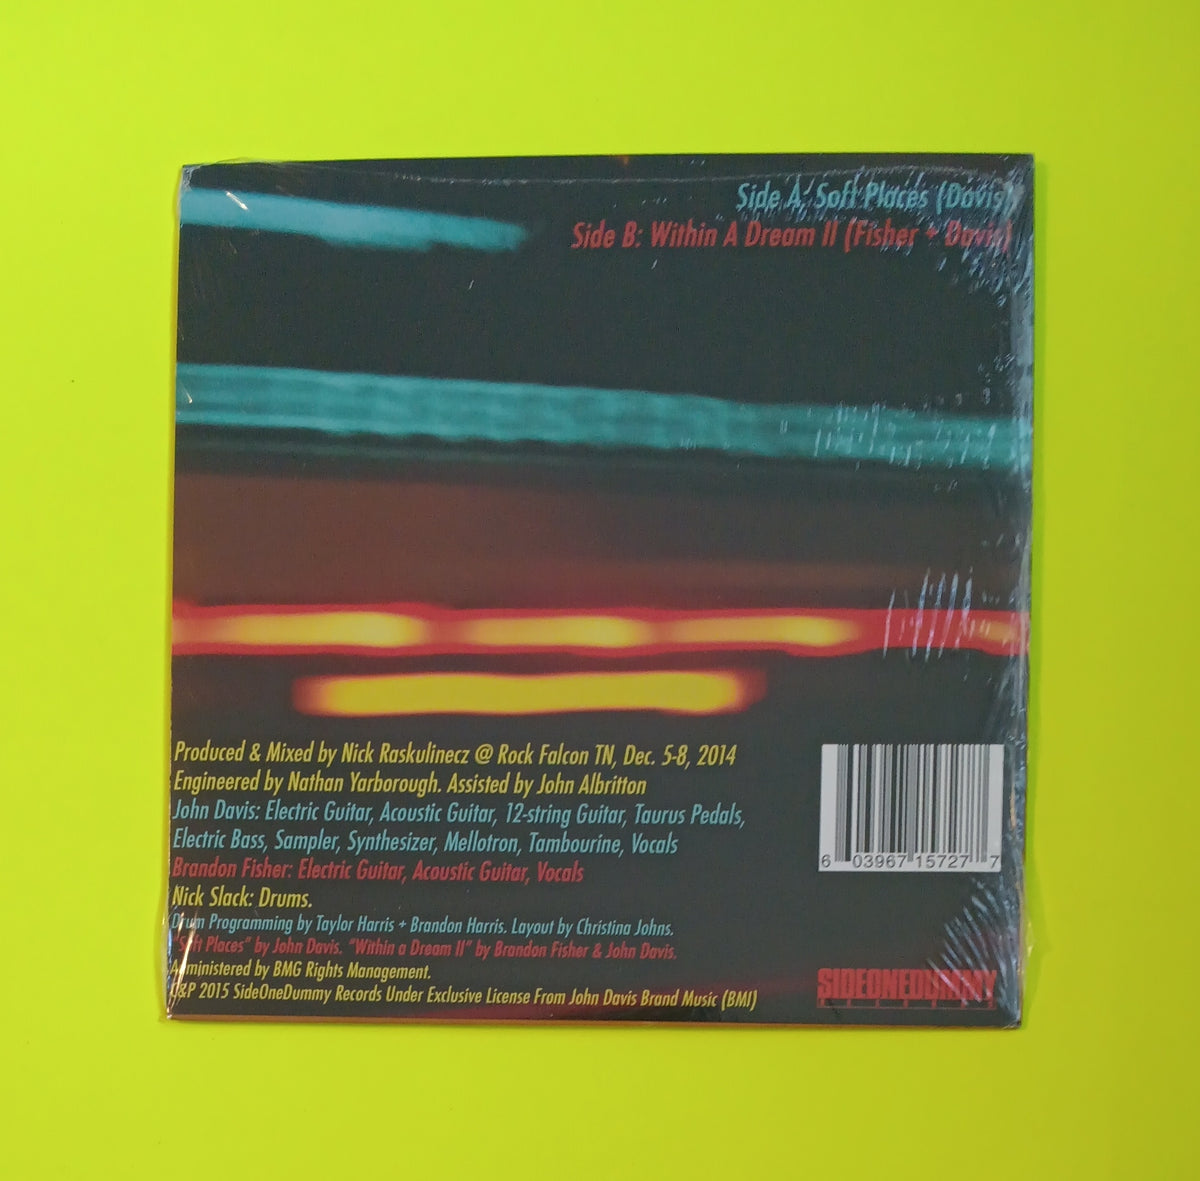 Side A: Soft Places (Davis)
Side B: Within A Dream II (Fisher + Davis)
Produced & Mixed by Nick Raskulinecz @ Rock Falcon TN, Dec. 5-8, 2014
Engineered by Nathan Yarborough. Assisted by John Albritton
John Davis: Electric Guitar, Acoustic Guitar, 12-string Guitar, Taurus Pedals,
Electric Bass, Sampler, Synthesizer, Mellotron, Tambourine, Vocals
Brandon Fisher: Electric Guitar, Acoustic Guitar, Vocals
Nick Slack: Drums.
Drum Programming by Taylor Harris + Brandon Harris. Layout by Christina Johns.
"Soft Places" by John Davis. "Within a Dream II" by Brandon Fisher & John Davis.
Administered by BMG Rights Management.
C&P 2015 SideOneDummy Records Under Exclusive License From John Davis Brand Music (BMI)
6 03967 15727 7
SIDEONEDUMMY
RECORDS